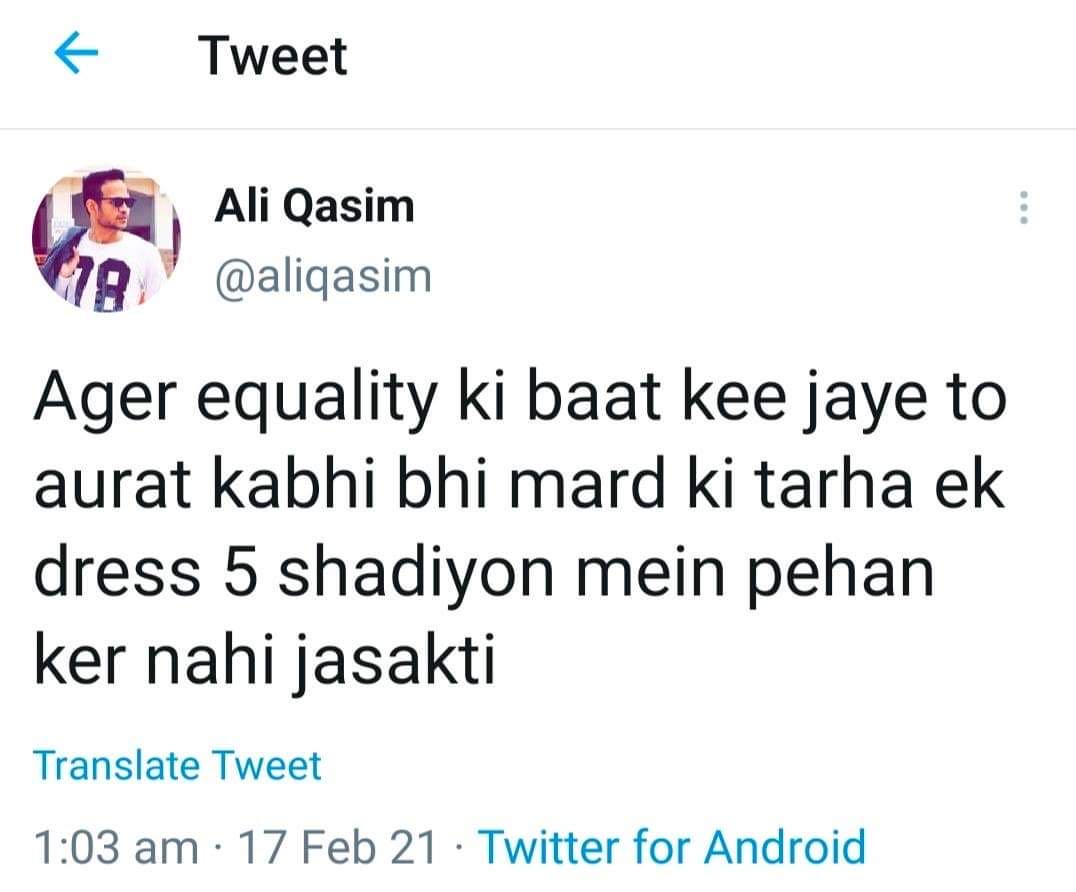 Tweet
Ali Qasim
@aliqasim
Ager equality ki baat kee jaye to
aurat kabhi bhi mard ki tarha ek
dress 5 shadiyon mein pehan
ker nahi jasakti
Translate Tweet
1:03 am · 17 Feb 21 · Twitter for Android